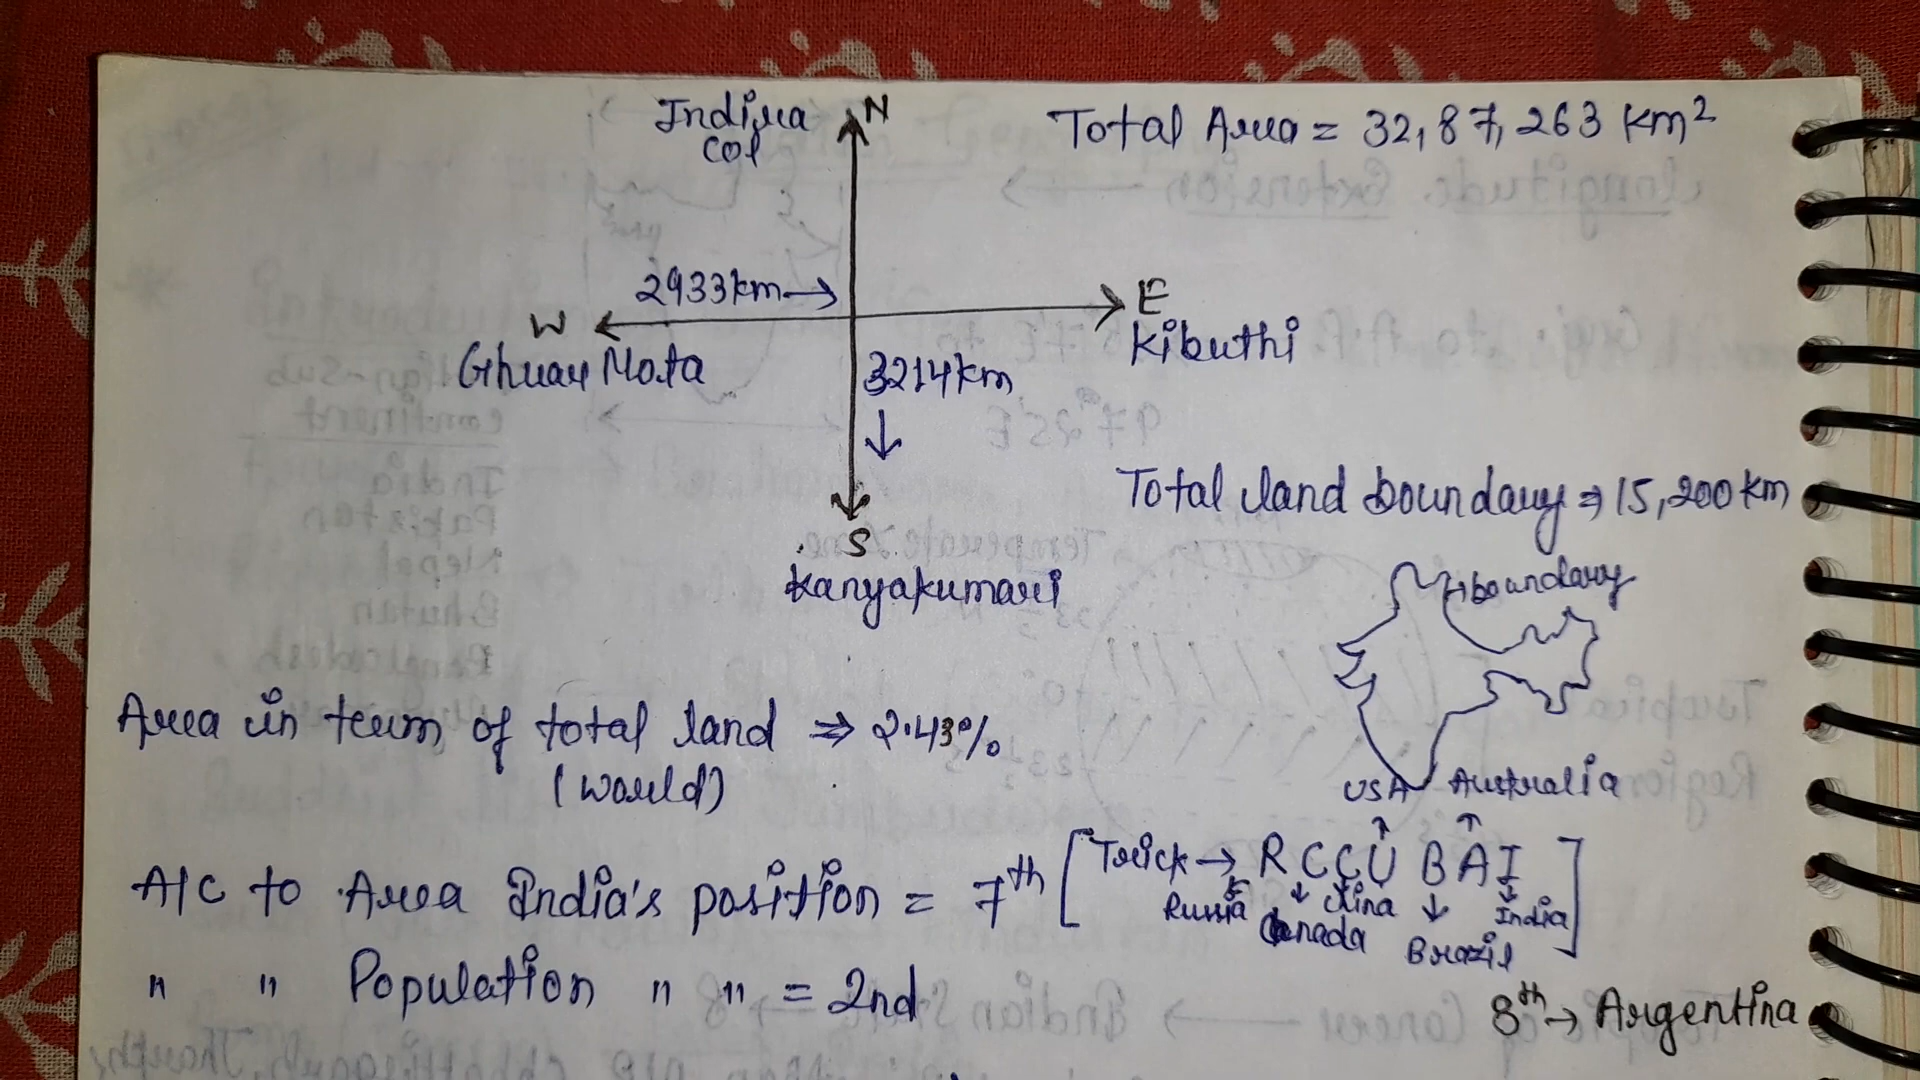 Indira N
Col
Total Area = 32,87,263 Km²
2933km→
W E
Ghuar Mota
Kibuthi
3214km
↓
S
Kanyakumari
Total land boundary ⇒ 15,200 km
→ boundary
Area in term of total land ⇒ 2.43%
(World)
USA Australia
A/C to Area India's position = 7th [Trick → R C C U B A I]
Russia Canada China Brazil India
" " Population " " = 2nd
8th → Argentina